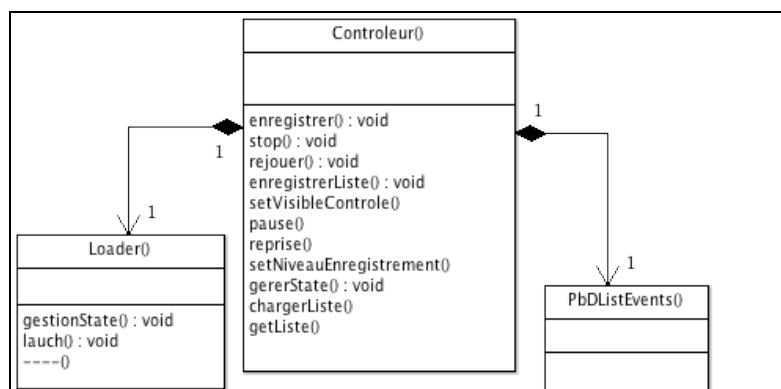 Controleur()
enregistrer() : void
stop() : void
rejouer() : void
enregistrerListe() : void
setVisibleControle()
pause()
reprise()
setNiveauEnregistrement()
gererState() : void
chargerListe()
getListe()
1
1
1
1
Loader()
gestionState() : void
lauch() : void
----()
PbDListEvents()